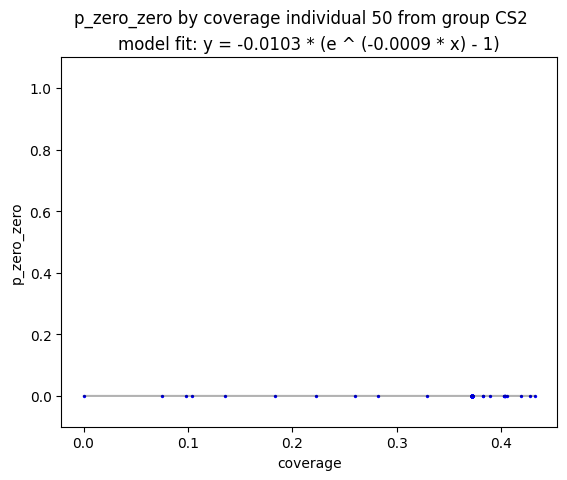 p_zero_zero by coverage individual 50 from group CS2
model fit: y = -0.0103 * (e ^ (-0.0009 * x) - 1)
1.0
0.8
0.6
0.4
0.2
0.0
p_zero_zero
0.0 0.1 0.2 0.3 0.4
coverage